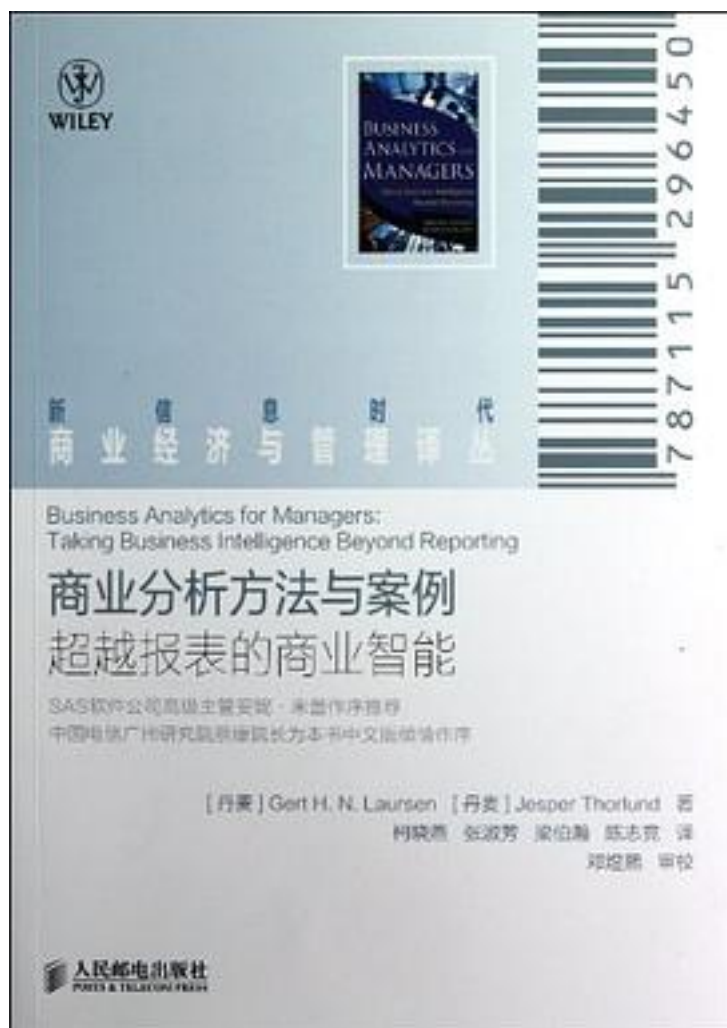 WILEY
BUSINESS
ANALYTICS
MANAGERS
787115296450
新信息时代
商业经济与管理译丛
Business Analytics for Managers:
Taking Business Intelligence Beyond Reporting
商业分析方法与案例
超越报表的商业智能
SAS软件公司高级主管安妮·米番作序推荐
中国电信广州研究院蔡康院长为本书中文版倾情作序
[丹麦] Gert H. N. Laursen [丹麦] Jesper Thorlund 著
柯晓燕 张淑芳 梁伯瀚 陈志竞 译
邓煜熙 审校
人民邮电出版社
POSTS & TELECOM PRESS